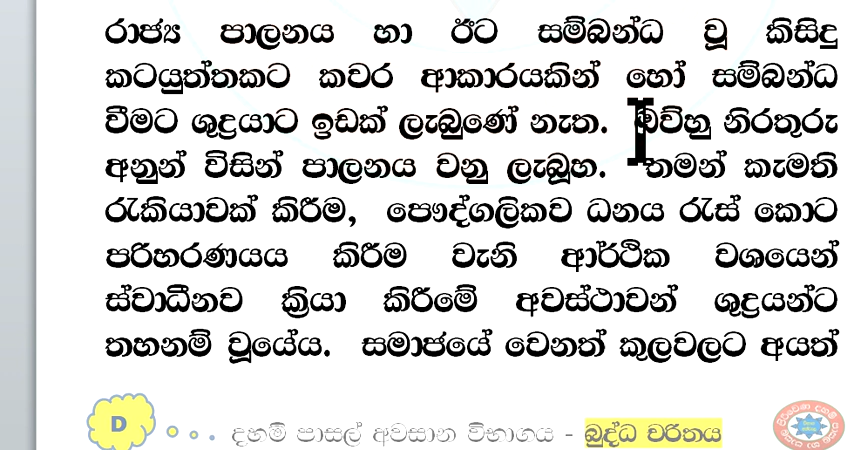 රාජ්‍ය පාලනය හා ඊට සම්බන්ධ වූ කිසිදු
කටයුත්තකට කවර ආකාරයකින් හෝ සම්බන්ධ
වීමට ශුද්‍රයාට ඉඩක් ලැබුණේ නැත. ඔව්හු නිරතුරු
අනුන් විසින් පාලනය වනු ලැබූහ. තමන් කැමති
රැකියාවක් කිරීම, පෞද්ගලිකව ධනය රැස් කොට
පරිහරණයය කිරීම වැනි ආර්ථික වශයෙන්
ස්වාධීනව ක්‍රියා කිරීමේ අවස්ථාවන් ශුද්‍රයන්ට
තහනම් වූයේය. සමාජයේ වෙනත් කුලවලට අයත්
D දහම් පාසල් අවසාන විභාගය - බුද්ධ චරිතය